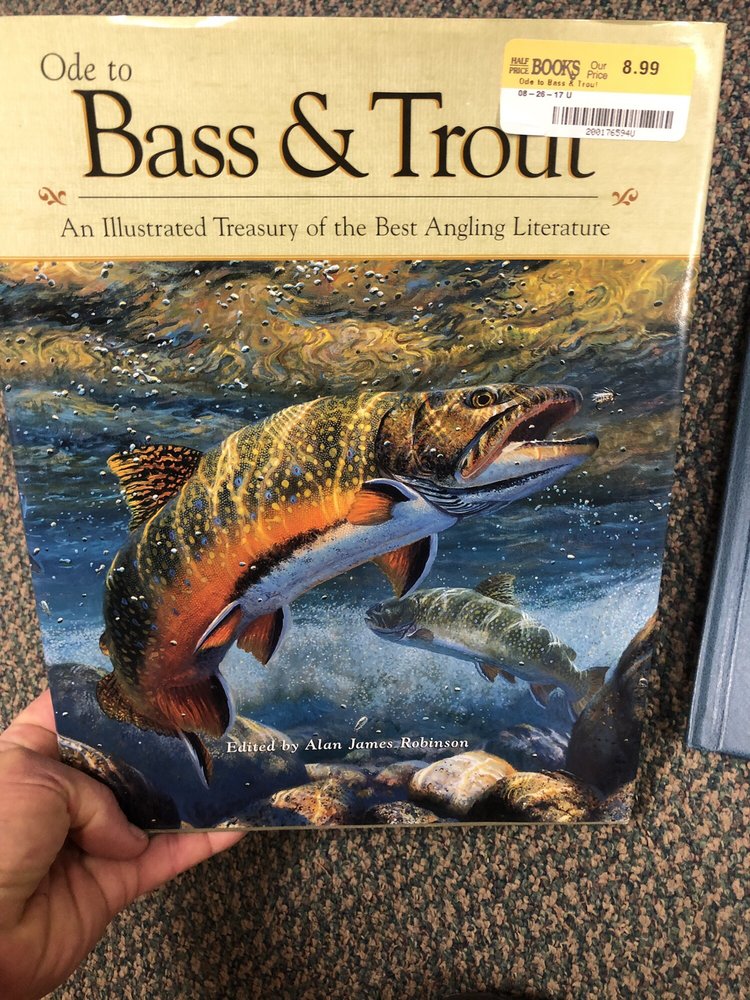 Ode to
Bass & Trout
An Illustrated Treasury of the Best Angling Literature
HALF PRICE BOOKS Our Price 8.99
Ode to Bass & Trout
08-26-17 U
200176594U
Edited by Alan James Robinson